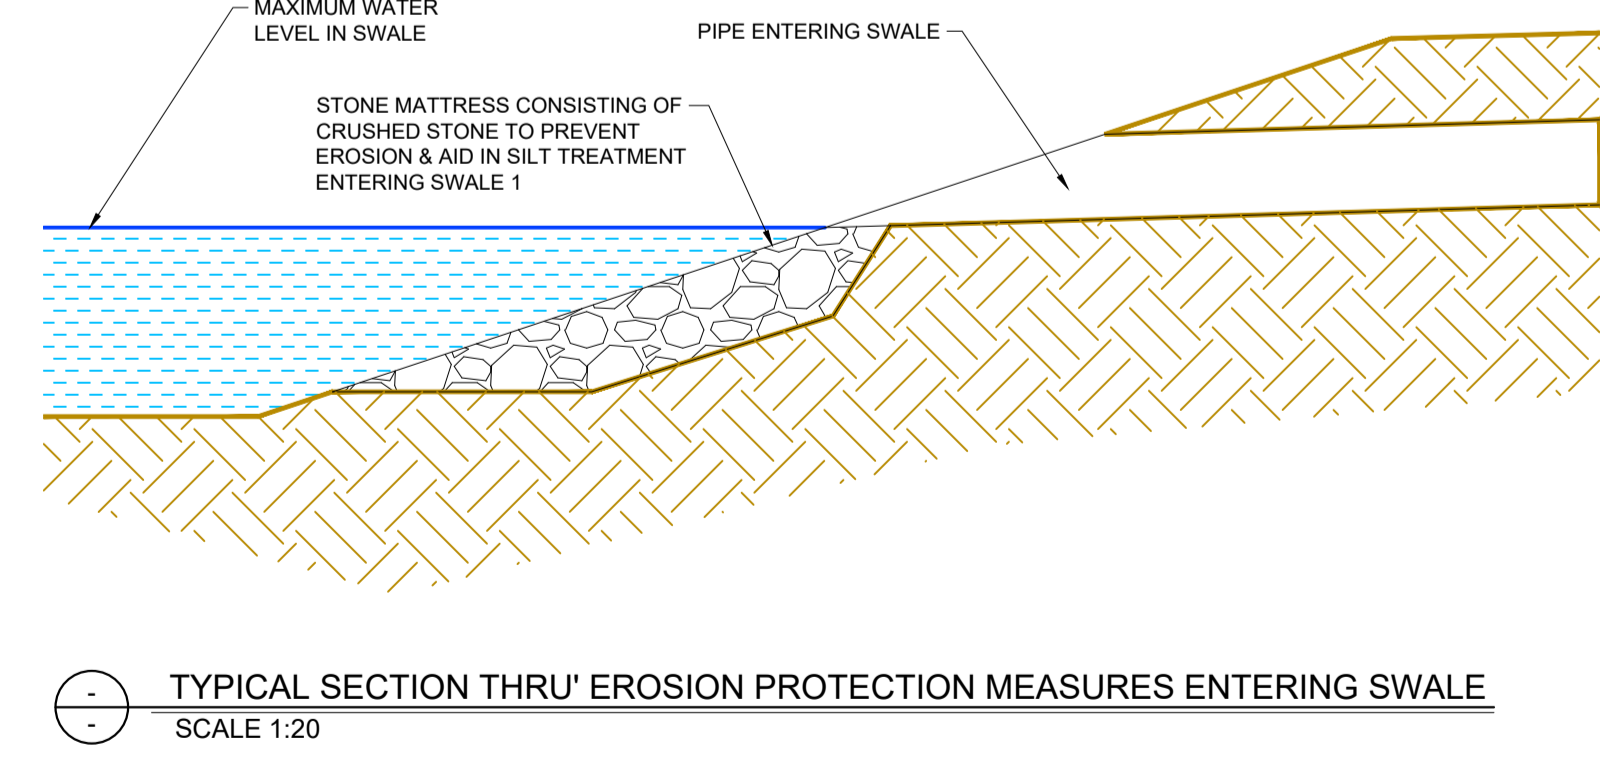 MAXIMUM WATER
LEVEL IN SWALE
PIPE ENTERING SWALE
STONE MATTRESS CONSISTING OF
CRUSHED STONE TO PREVENT
EROSION & AID IN SILT TREATMENT
ENTERING SWALE 1
-
-
TYPICAL SECTION THRU' EROSION PROTECTION MEASURES ENTERING SWALE
SCALE 1:20